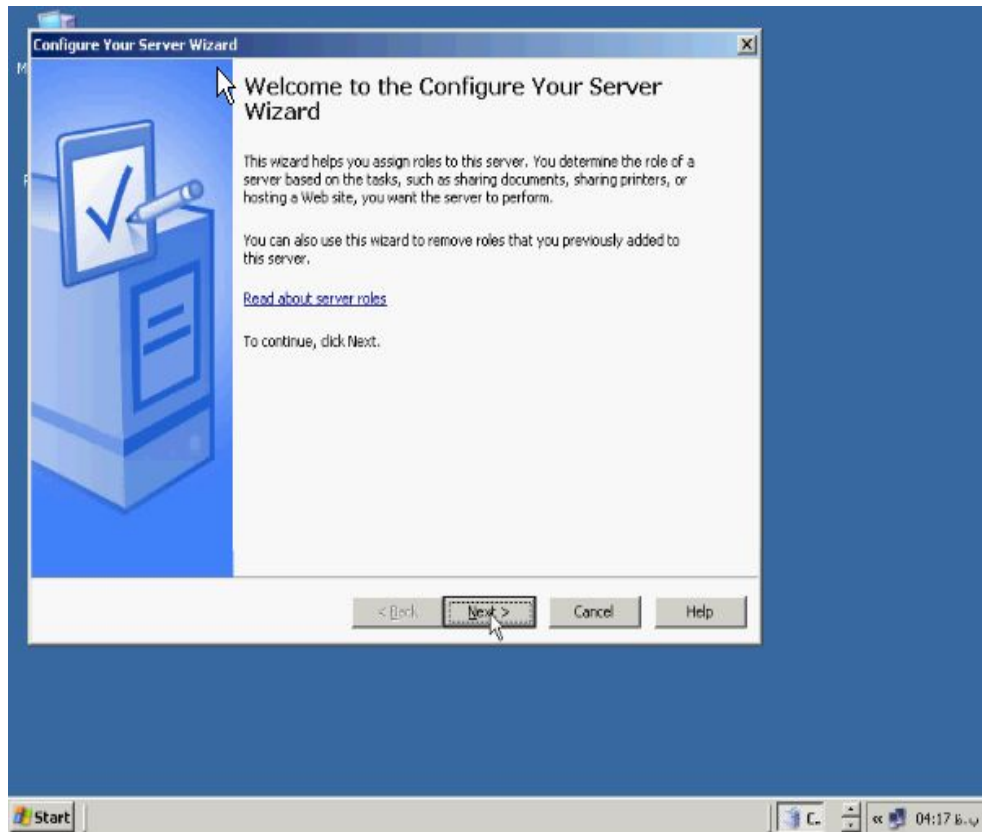 Configure Your Server Wizard
Welcome to the Configure Your Server
Wizard
This wizard helps you assign roles to this server. You determine the role of a
server based on the tasks, such as sharing documents, sharing printers, or
hosting a Web site, you want the server to perform.
You can also use this wizard to remove roles that you previously added to
this server.
Read about server roles
To continue, click Next.
< Back
Next >
Cancel
Help
Start
C..
04:17 ب.ظ